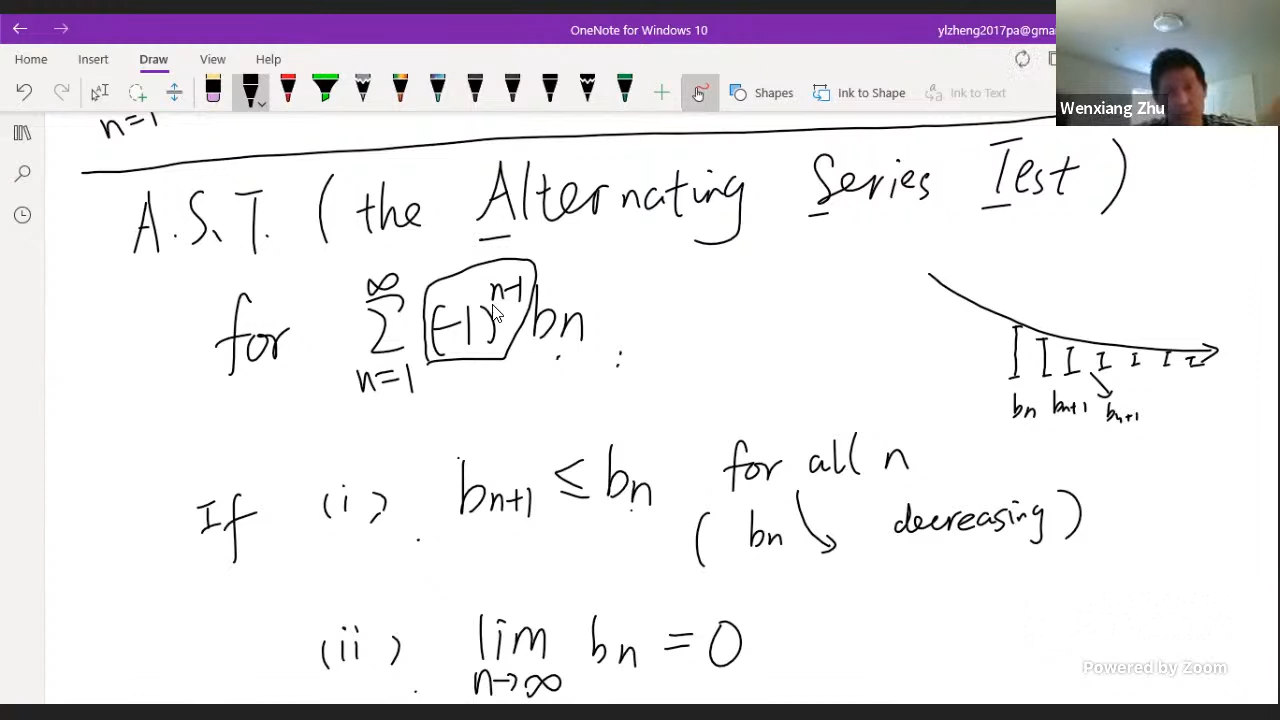 OneNote for Windows 10
ylzheng2017pa@gma
Home Insert Draw View Help
Shapes Ink to Shape Ink to Text
Wenxiang Zhu
n=1
A.S.T. (the Alternating Series Test)
for ∞∑n=1 (-1)^{n-1} bn :
bn bn+1 bn+1
If (i). bn+1 ≤ bn for all n
(bn ↘ decreasing)
(ii). lim n→∞ bn = 0
Powered by Zoom